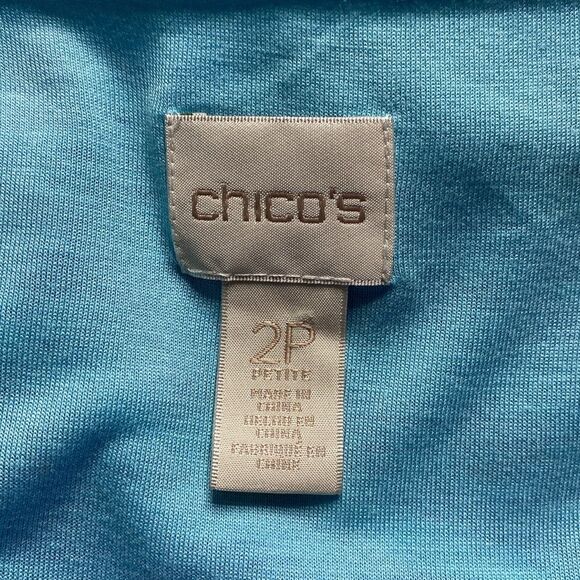 chico's
2P
PETITE
MADE IN
CHINA
HECHO EN
CHINA
FABRIQUÉ EN
CHINE